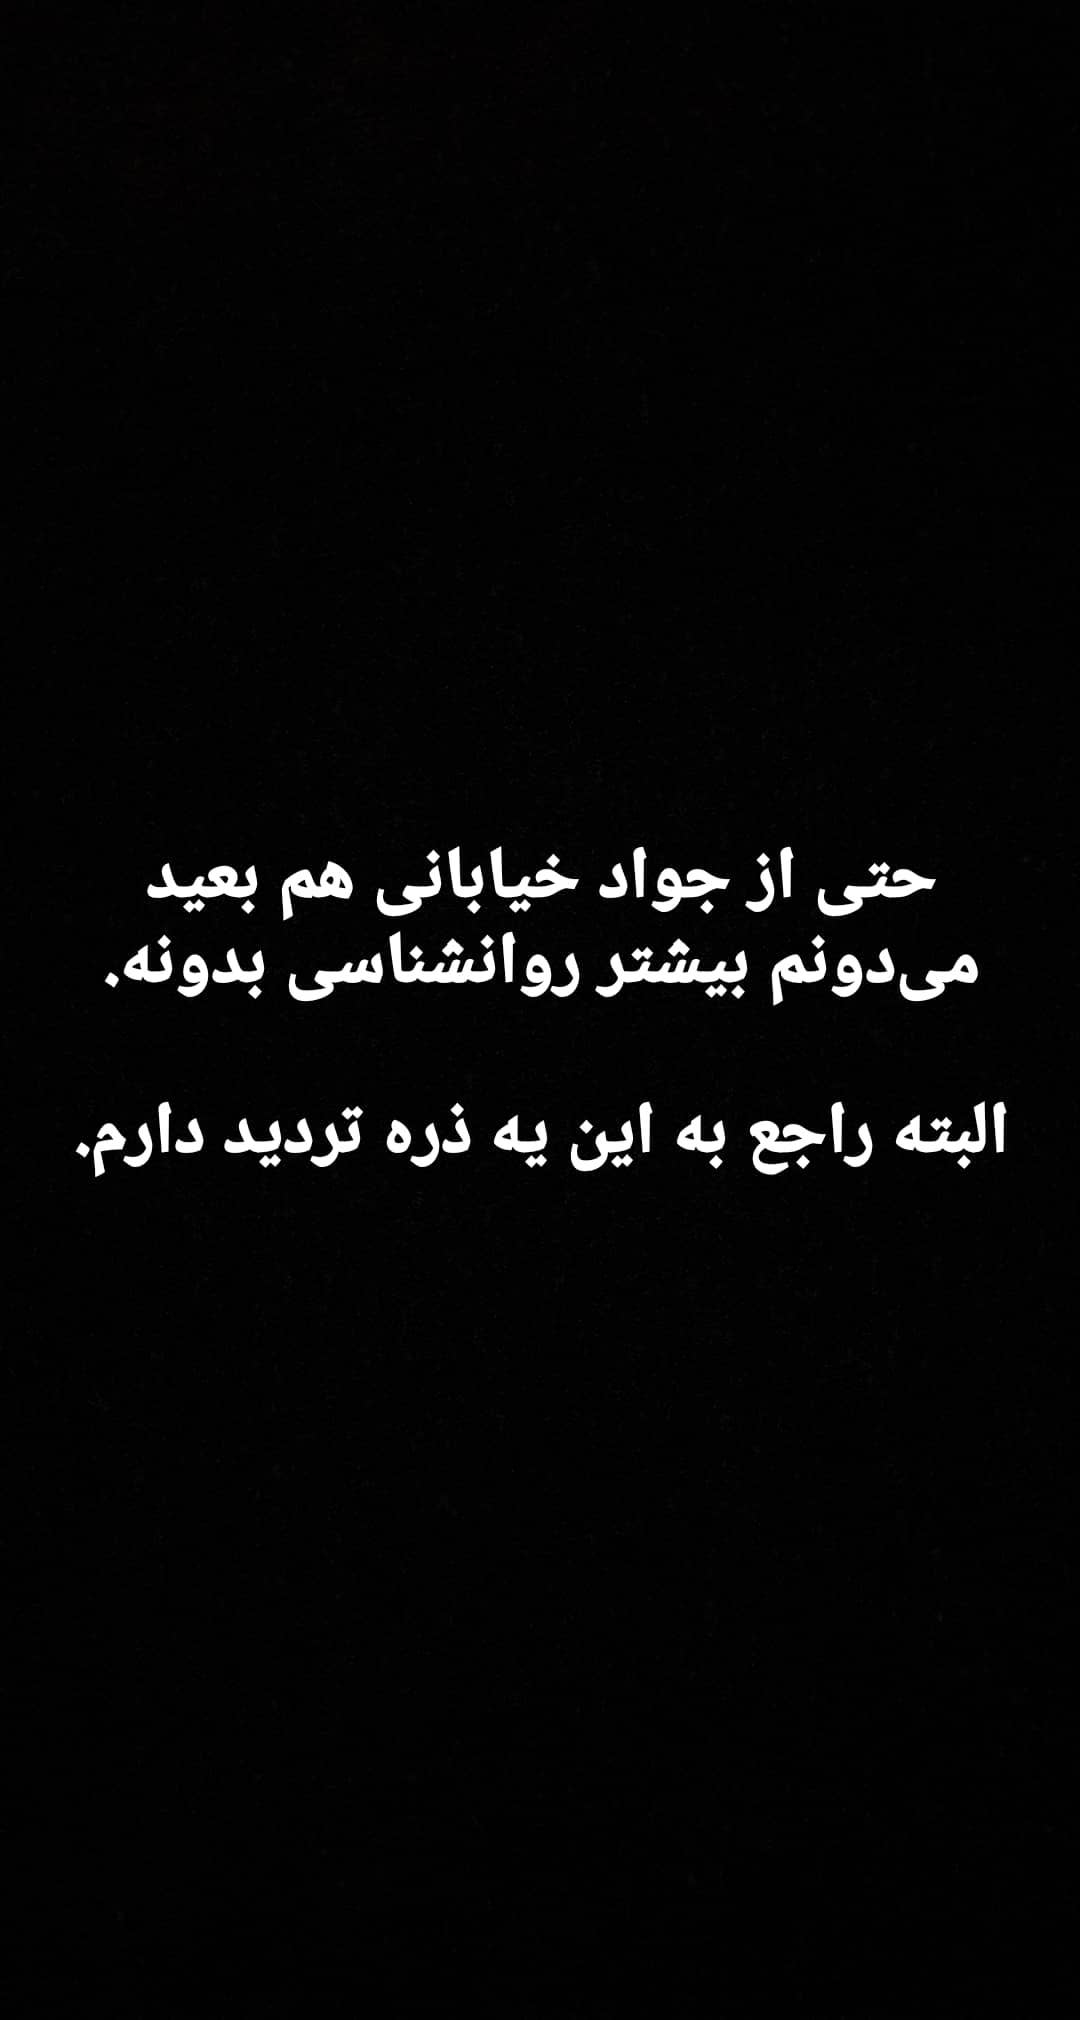 حتی از جواد خیابانی هم بعید
می‌دونم بیشتر روانشناسی بدونه.
البته راجع به این یه ذره تردید دارم.